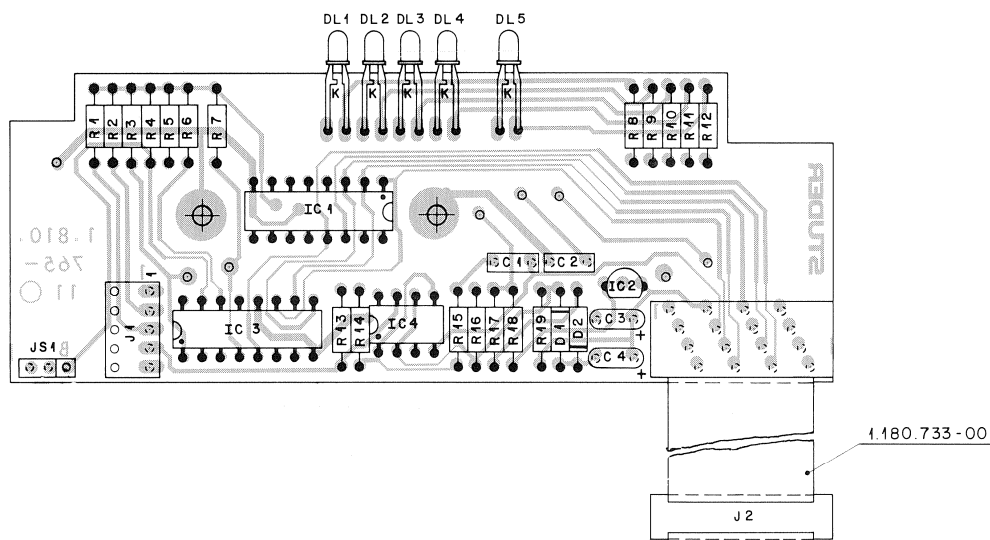 DL1 DL2 DL3 DL4 DL5
K K K K K
R1 R2 R3 R4 R5 R6 R7
R8 R9 R10 R11 R12
IC1
STUDER
1.810.
765-
11
C1 C2
IC2
1
J1
IC3
R13 R14
IC4
R15 R16 R17 R18
R19 D1 D2
C3
+
C4
+
JS1
B
1.180.733-00
J2